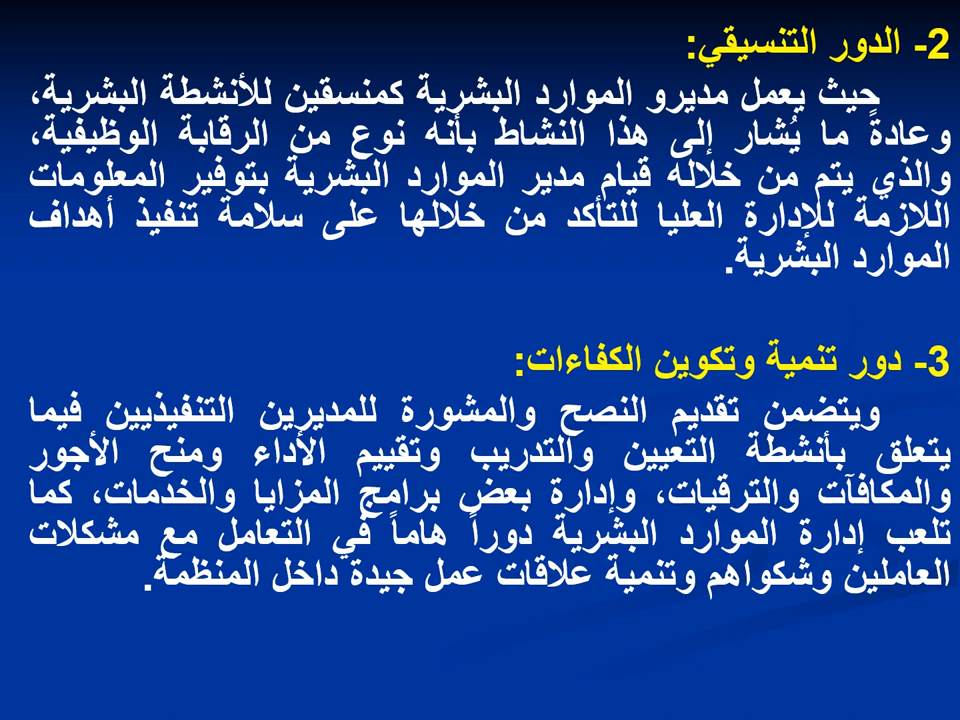 2- الدور التنسيقي:
حيث يعمل مديرو الموارد البشرية كمنسقين للأنشطة البشرية،
وعادةً ما يُشار إلى هذا النشاط بأنه نوع من الرقابة الوظيفية،
والذي يتم من خلاله قيام مدير الموارد البشرية بتوفير المعلومات
اللازمة للإدارة العليا للتأكد من خلالها على سلامة تنفيذ أهداف
الموارد البشرية.
3- دور تنمية وتكوين الكفاءات:
ويتضمن تقديم النصح والمشورة للمديرين التنفيذيين فيما
يتعلق بأنشطة التعيين والتدريب وتقييم الأداء ومنح الأجور
والمكافآت والترقيات، وإدارة بعض برامج المزايا والخدمات، كما
تلعب إدارة الموارد البشرية دوراً هاماً في التعامل مع مشكلات
العاملين وشكواهم وتنمية علاقات عمل جيدة داخل المنظمة.